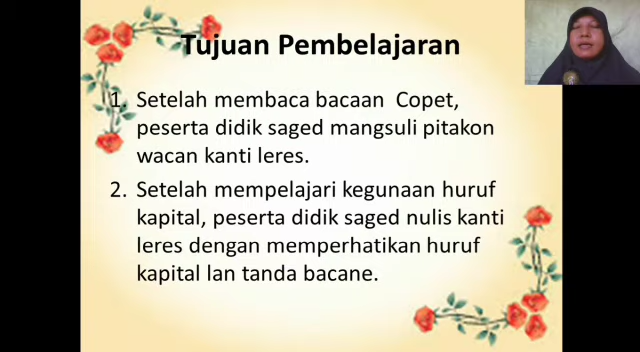 Tujuan Pembelajaran
1. Setelah membaca bacaan Copet,
peserta didik saged mangsuli pitakon
wacan kanti leres.
2. Setelah mempelajari kegunaan huruf
kapital, peserta didik saged nulis kanti
leres dengan memperhatikan huruf
kapital lan tanda bacane.